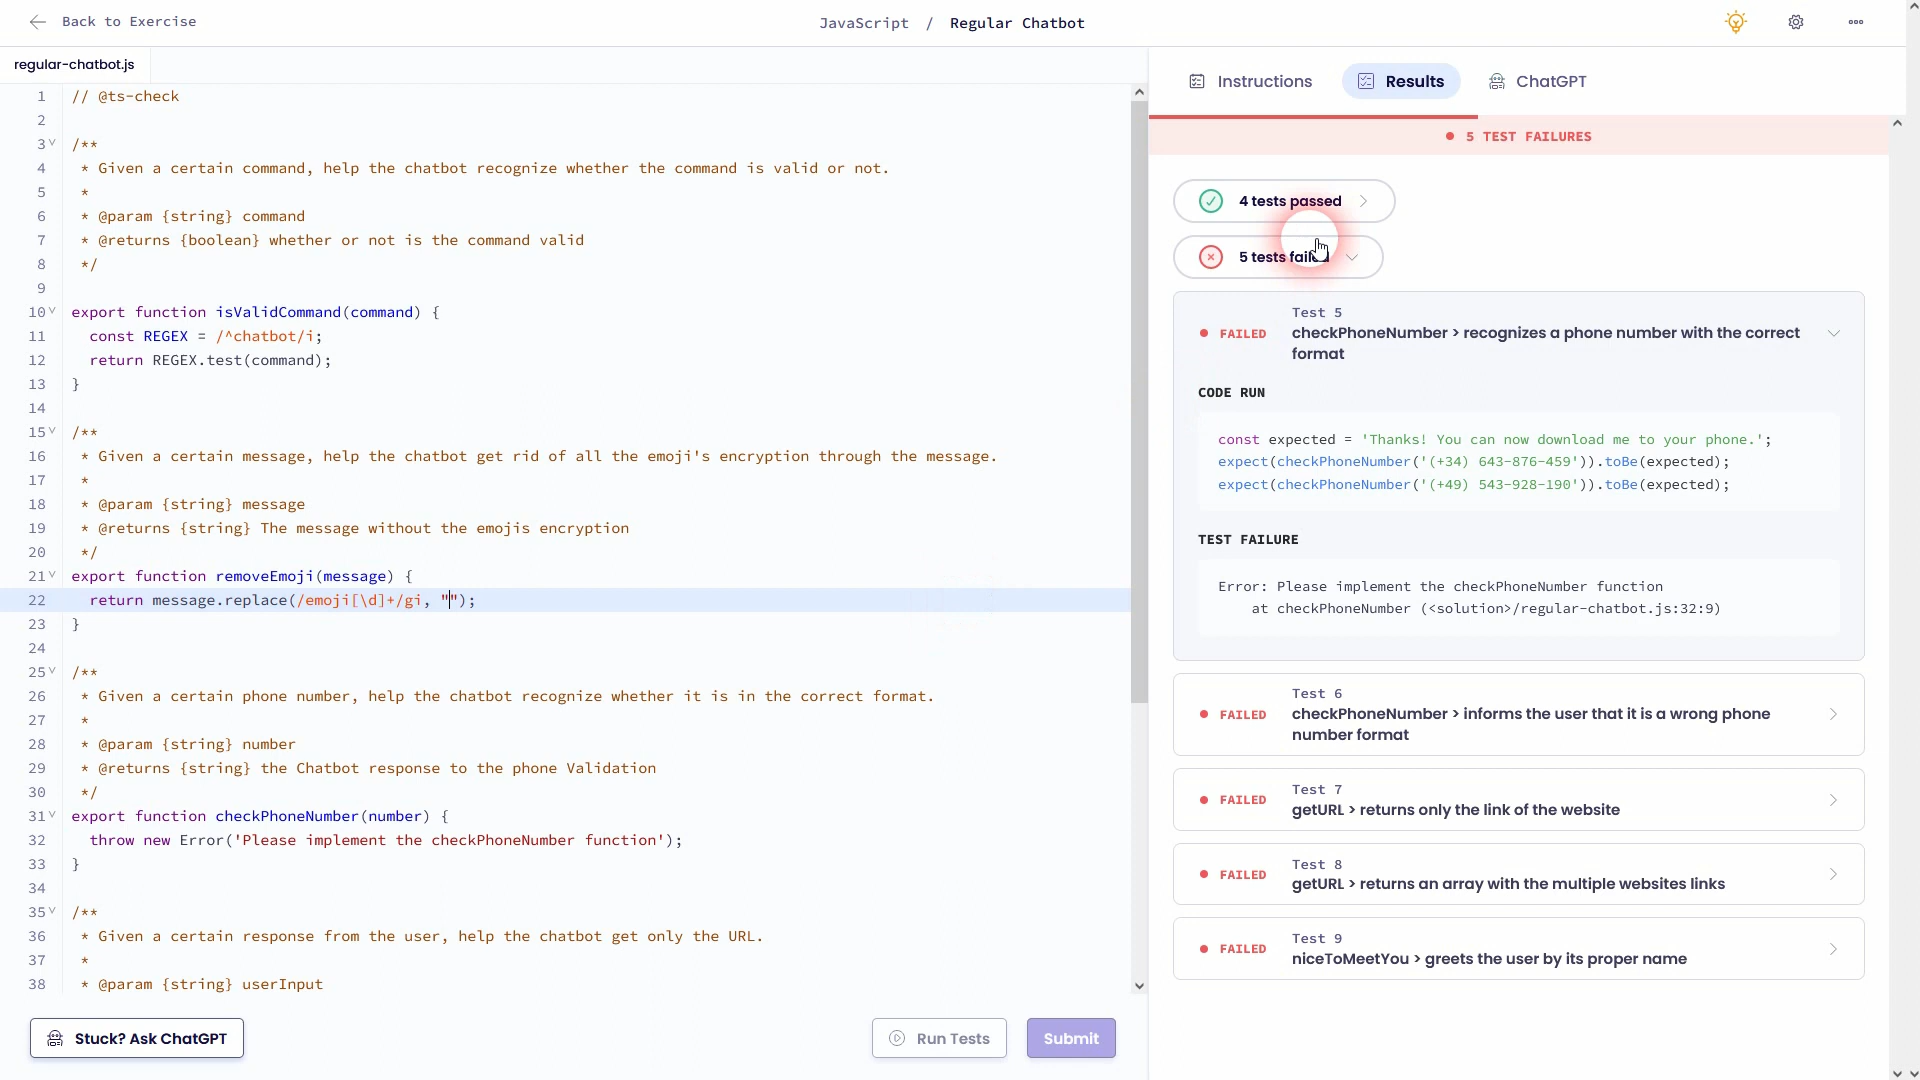 Back to Exercise
JavaScript / Regular Chatbot
regular-chatbot.js
1 // @ts-check
2
3 /**
4 * Given a certain command, help the chatbot recognize whether the command is valid or not.
5 *
6 * @param {string} command
7 * @returns {boolean} whether or not is the command valid
8 */
9
10 export function isValidCommand(command) {
11 const REGEX = /^chatbot/i;
12 return REGEX.test(command);
13 }
14
15 /**
16 * Given a certain message, help the chatbot get rid of all the emoji's encryption through the message.
17 *
18 * @param {string} message
19 * @returns {string} The message without the emojis encryption
20 */
21 export function removeEmoji(message) {
22 return message.replace(/emoji[\d]+/gi, "");
23 }
24
25 /**
26 * Given a certain phone number, help the chatbot recognize whether it is in the correct format.
27 *
28 * @param {string} number
29 * @returns {string} the Chatbot response to the phone Validation
30 */
31 export function checkPhoneNumber(number) {
32 throw new Error('Please implement the checkPhoneNumber function');
33 }
34
35 /**
36 * Given a certain response from the user, help the chatbot get only the URL.
37 *
38 * @param {string} userInput
Stuck? Ask ChatGPT
Run Tests
Submit
Instructions
Results
ChatGPT
5 TEST FAILURES
4 tests passed
5 tests failed
Test 5
FAILED
checkPhoneNumber > recognizes a phone number with the correct
format
CODE RUN
const expected = 'Thanks! You can now download me to your phone.';
expect(checkPhoneNumber('(+34) 643-876-459')).toBe(expected);
expect(checkPhoneNumber('(+49) 543-928-190')).toBe(expected);
TEST FAILURE
Error: Please implement the checkPhoneNumber function
at checkPhoneNumber (<solution>/regular-chatbot.js:32:9)
Test 6
FAILED
checkPhoneNumber > informs the user that it is a wrong phone
number format
Test 7
FAILED
getURL > returns only the link of the website
Test 8
FAILED
getURL > returns an array with the multiple websites links
Test 9
FAILED
niceToMeetYou > greets the user by its proper name